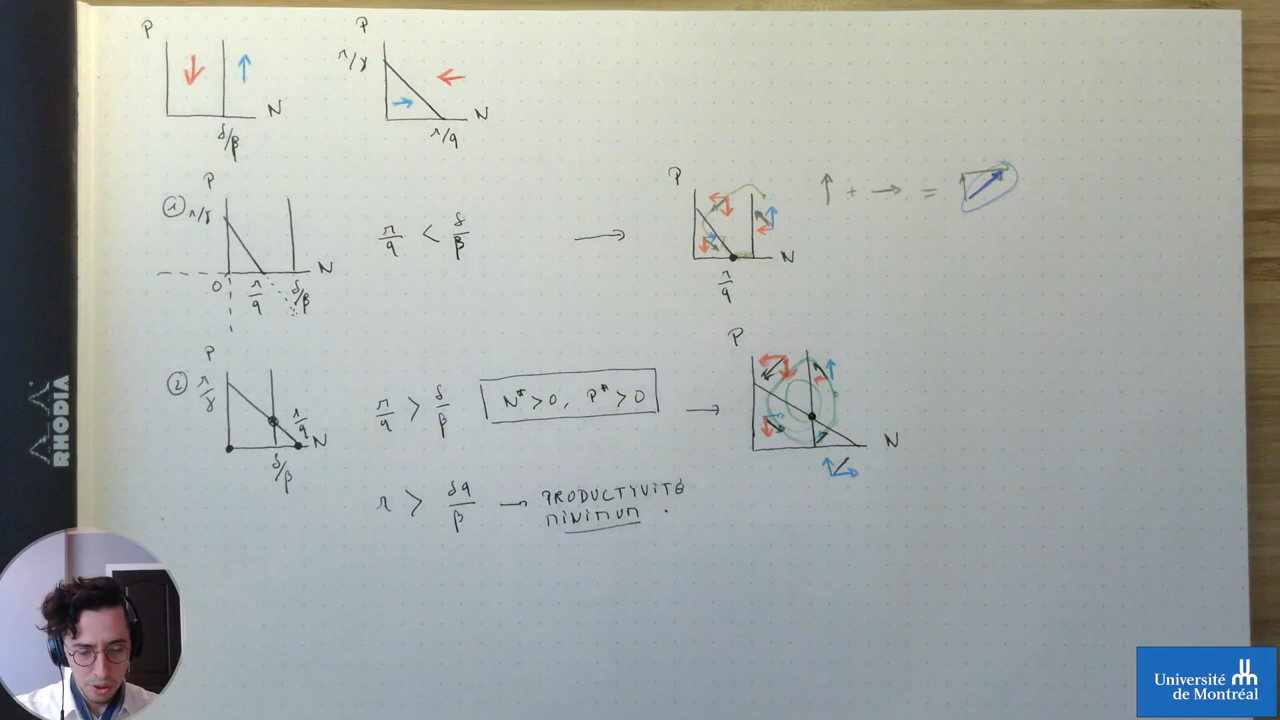 P
P
r/γ
N
N
δ/β
r/q
P
①
r/γ
N
0
r/q
δ/β
r/q < δ/β
P
N
r/q
↑ + → =
P
②
r/γ
r/q
N
δ/β
r/q > δ/β
N* > 0, P* > 0
P
N
r > δq/β → PRODUCTIVITÉ
MINIMUM.
RHODIA
Université
de Montréal